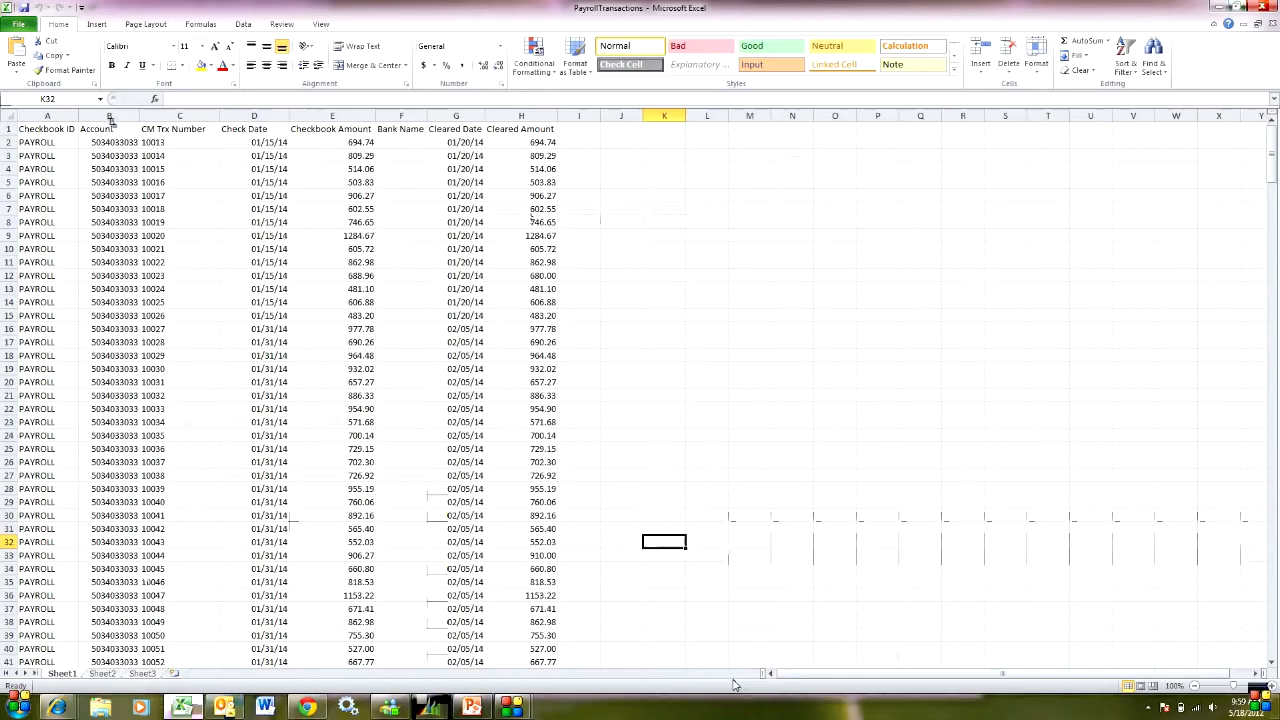 PayrollTransactions - Microsoft Excel
File Home Insert Page Layout Formulas Data Review View
Cut Calibri 11 Wrap Text General Normal Bad Good Neutral Calculation AutoSum
Copy Fill
Paste Format Painter Merge & Center Conditional Formatting Format as Table Check Cell Explanatory ... Input Linked Cell Note Insert Delete Format Clear Sort & Filter Find & Select
Clipboard Font Alignment Number Styles Cells Editing
K32 fx
A B C D E F G H I J K L M N O P Q R S T U V W X Y
1 Checkbook ID Account CM Trx Number Check Date Checkbook Amount Bank Name Cleared Date Cleared Amount
2 PAYROLL 5034033033 10013 01/15/14 694.74 01/20/14 694.74
3 PAYROLL 5034033033 10014 01/15/14 809.29 01/20/14 809.29
4 PAYROLL 5034033033 10015 01/15/14 514.06 01/20/14 514.06
5 PAYROLL 5034033033 10016 01/15/14 503.83 01/20/14 503.83
6 PAYROLL 5034033033 10017 01/15/14 906.27 01/20/14 906.27
7 PAYROLL 5034033033 10018 01/15/14 602.55 01/20/14 602.55
8 PAYROLL 5034033033 10019 01/15/14 746.65 01/20/14 746.65
9 PAYROLL 5034033033 10020 01/15/14 1284.67 01/20/14 1284.67
10 PAYROLL 5034033033 10021 01/15/14 605.72 01/20/14 605.72
11 PAYROLL 5034033033 10022 01/15/14 862.98 01/20/14 862.98
12 PAYROLL 5034033033 10023 01/15/14 688.96 01/20/14 680.00
13 PAYROLL 5034033033 10024 01/15/14 481.10 01/20/14 481.10
14 PAYROLL 5034033033 10025 01/15/14 606.88 01/20/14 606.88
15 PAYROLL 5034033033 10026 01/15/14 483.20 01/20/14 483.20
16 PAYROLL 5034033033 10027 01/31/14 977.78 02/05/14 977.78
17 PAYROLL 5034033033 10028 01/31/14 690.26 02/05/14 690.26
18 PAYROLL 5034033033 10029 01/31/14 964.48 02/05/14 964.48
19 PAYROLL 5034033033 10030 01/31/14 932.02 02/05/14 932.02
20 PAYROLL 5034033033 10031 01/31/14 657.27 02/05/14 657.27
21 PAYROLL 5034033033 10032 01/31/14 886.33 02/05/14 886.33
22 PAYROLL 5034033033 10033 01/31/14 954.90 02/05/14 954.90
23 PAYROLL 5034033033 10034 01/31/14 571.68 02/05/14 571.68
24 PAYROLL 5034033033 10035 01/31/14 700.14 02/05/14 700.14
25 PAYROLL 5034033033 10036 01/31/14 729.15 02/05/14 729.15
26 PAYROLL 5034033033 10037 01/31/14 702.30 02/05/14 702.30
27 PAYROLL 5034033033 10038 01/31/14 726.92 02/05/14 726.92
28 PAYROLL 5034033033 10039 01/31/14 955.19 02/05/14 955.19
29 PAYROLL 5034033033 10040 01/31/14 760.06 02/05/14 760.06
30 PAYROLL 5034033033 10041 01/31/14 892.16 02/05/14 892.16
31 PAYROLL 5034033033 10042 01/31/14 565.40 02/05/14 565.40
32 PAYROLL 5034033033 10043 01/31/14 552.03 02/05/14 552.03
33 PAYROLL 5034033033 10044 01/31/14 906.27 02/05/14 910.00
34 PAYROLL 5034033033 10045 01/31/14 660.80 02/05/14 660.80
35 PAYROLL 5034033033 10046 01/31/14 818.53 02/05/14 818.53
36 PAYROLL 5034033033 10047 01/31/14 1153.22 02/05/14 1153.22
37 PAYROLL 5034033033 10048 01/31/14 671.41 02/05/14 671.41
38 PAYROLL 5034033033 10049 01/31/14 862.98 02/05/14 862.98
39 PAYROLL 5034033033 10050 01/31/14 755.30 02/05/14 755.30
40 PAYROLL 5034033033 10051 01/31/14 667.23 02/05/14 667.23
41 PAYROLL 5034033033 10052 01/31/14 667.77 02/05/14 667.77
Sheet1 Sheet2 Sheet3
Ready 100%
9:59
5/18/2012